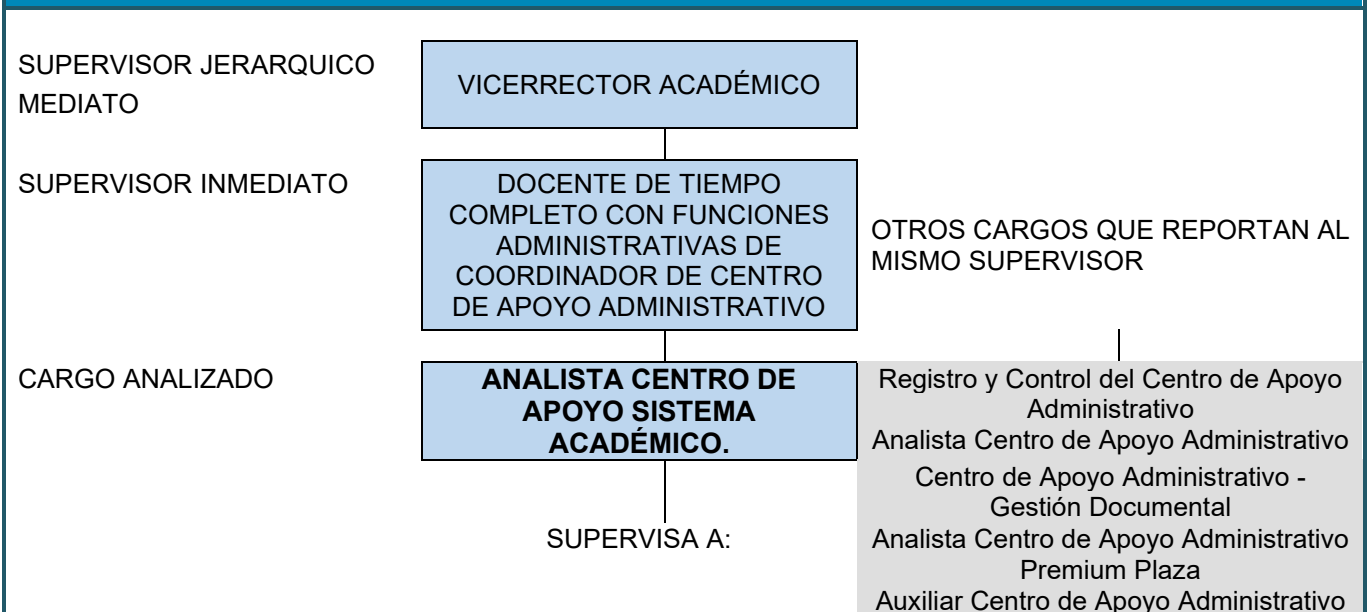 SUPERVISOR JERARQUICO
MEDIATO
VICERRECTOR ACADÉMICO
SUPERVISOR INMEDIATO
DOCENTE DE TIEMPO
COMPLETO CON FUNCIONES
ADMINISTRATIVAS DE
COORDINADOR DE CENTRO
DE APOYO ADMINISTRATIVO
OTROS CARGOS QUE REPORTAN AL
MISMO SUPERVISOR
CARGO ANALIZADO
ANALISTA CENTRO DE
APOYO SISTEMA
ACADÉMICO.
Registro y Control del Centro de Apoyo
Administrativo
Analista Centro de Apoyo Administrativo
Centro de Apoyo Administrativo -
Gestión Documental
Analista Centro de Apoyo Administrativo
Premium Plaza
Auxiliar Centro de Apoyo Administrativo
SUPERVISA A: